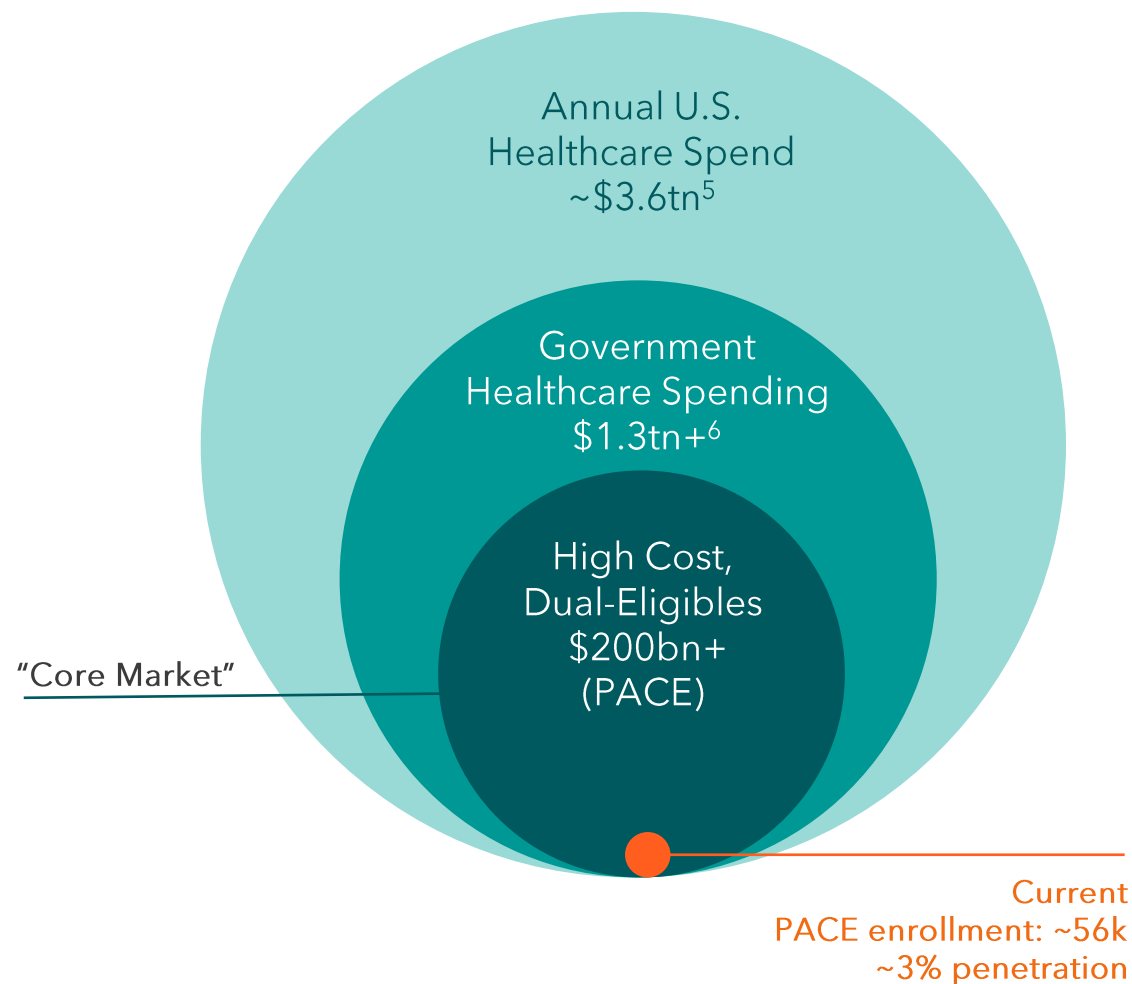 Annual U.S.
Healthcare Spend
~$3.6tn⁵
Government
Healthcare Spending
$1.3tn+⁶
High Cost,
Dual-Eligibles
$200bn+
(PACE)
“Core Market”
Current
PACE enrollment: ~56k
~3% penetration